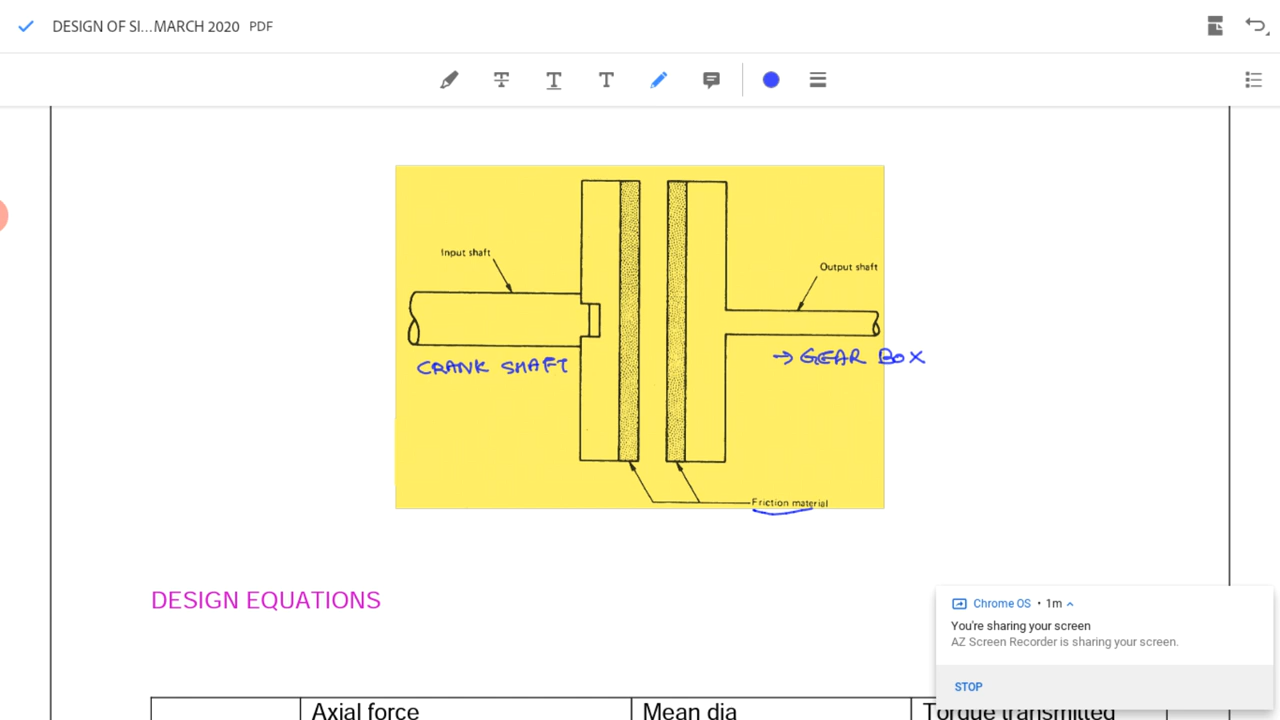 DESIGN OF SI...MARCH 2020 PDF
Input shaft
Output shaft
CRANK SHAFT
→ GEAR BOX
Friction material
DESIGN EQUATIONS
Chrome OS • 1m
You're sharing your screen
AZ Screen Recorder is sharing your screen.
STOP
Axial force Mean dia Torque transmitted